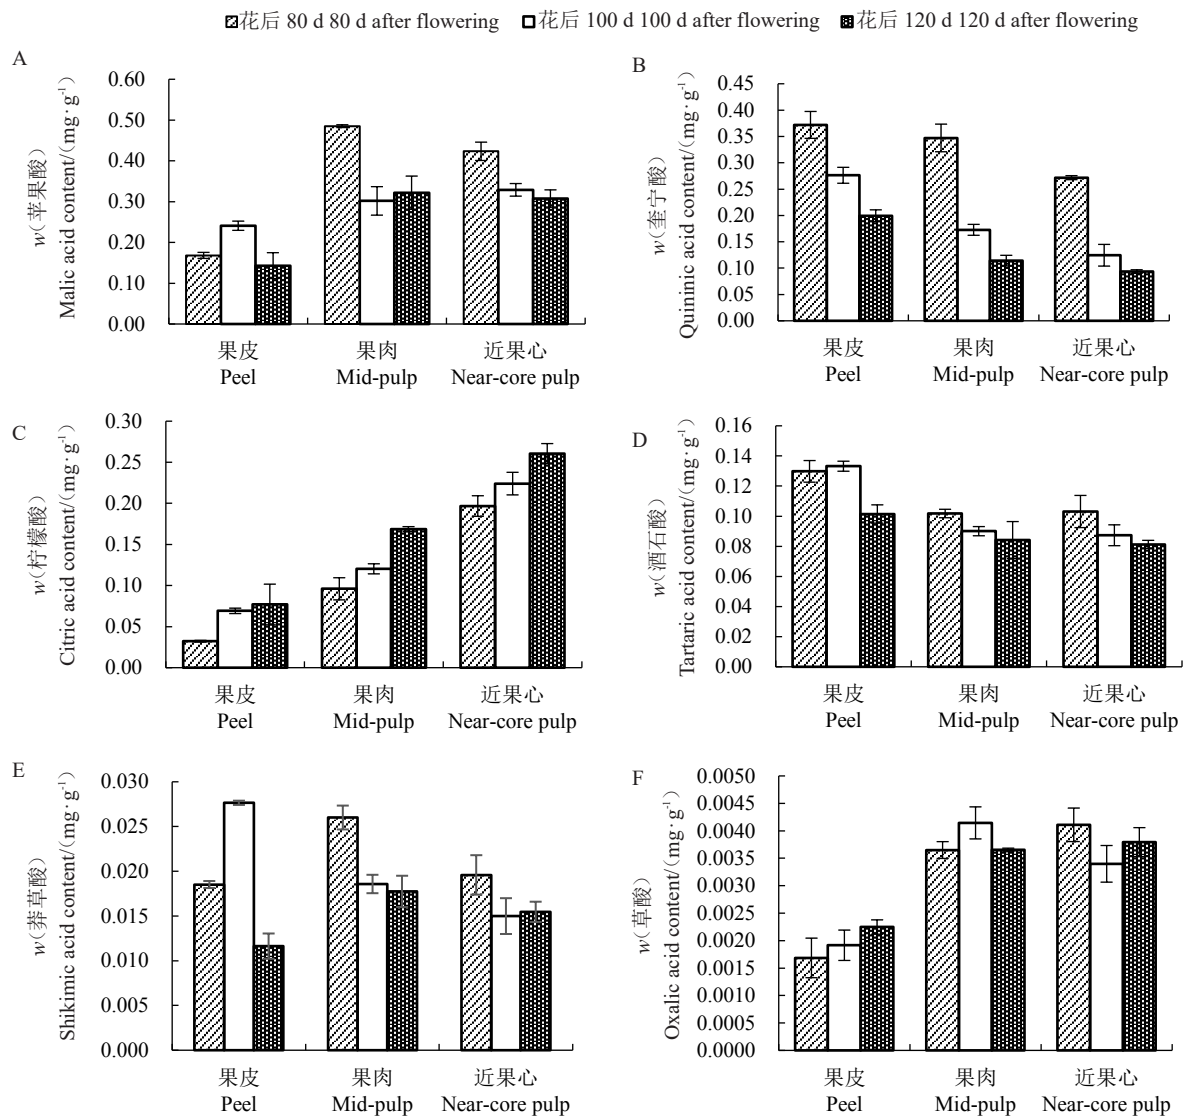 花后 80 d 80 d after flowering 花后 100 d 100 d after flowering 花后 120 d 120 d after flowering
A
w(苹果酸)
Malic acid content/(mg·g⁻¹)
0.60
0.50
0.40
0.30
0.20
0.10
0.00
果皮 果肉 近果心
Peel Mid-pulp Near-core pulp
B
w(奎宁酸)
Quininic acid content/(mg·g⁻¹)
0.45
0.40
0.35
0.30
0.25
0.20
0.15
0.10
0.05
0.00
果皮 果肉 近果心
Peel Mid-pulp Near-core pulp
C
w(柠檬酸)
Citric acid content/(mg·g⁻¹)
0.30
0.25
0.20
0.15
0.10
0.05
0.00
果皮 果肉 近果心
Peel Mid-pulp Near-core pulp
D
w(酒石酸)
Tartaric acid content/(mg·g⁻¹)
0.16
0.14
0.12
0.10
0.08
0.06
0.04
0.02
0.00
果皮 果肉 近果心
Peel Mid-pulp Near-core pulp
E
w(莽草酸)
Shikimic acid content/(mg·g⁻¹)
0.030
0.025
0.020
0.015
0.010
0.005
0.000
果皮 果肉 近果心
Peel Mid-pulp Near-core pulp
F
w(草酸)
Oxalic acid content/(mg·g⁻¹)
0.0050
0.0045
0.0040
0.0035
0.0030
0.0025
0.0020
0.0015
0.0010
0.0005
0.0000
果皮 果肉 近果心
Peel Mid-pulp Near-core pulp